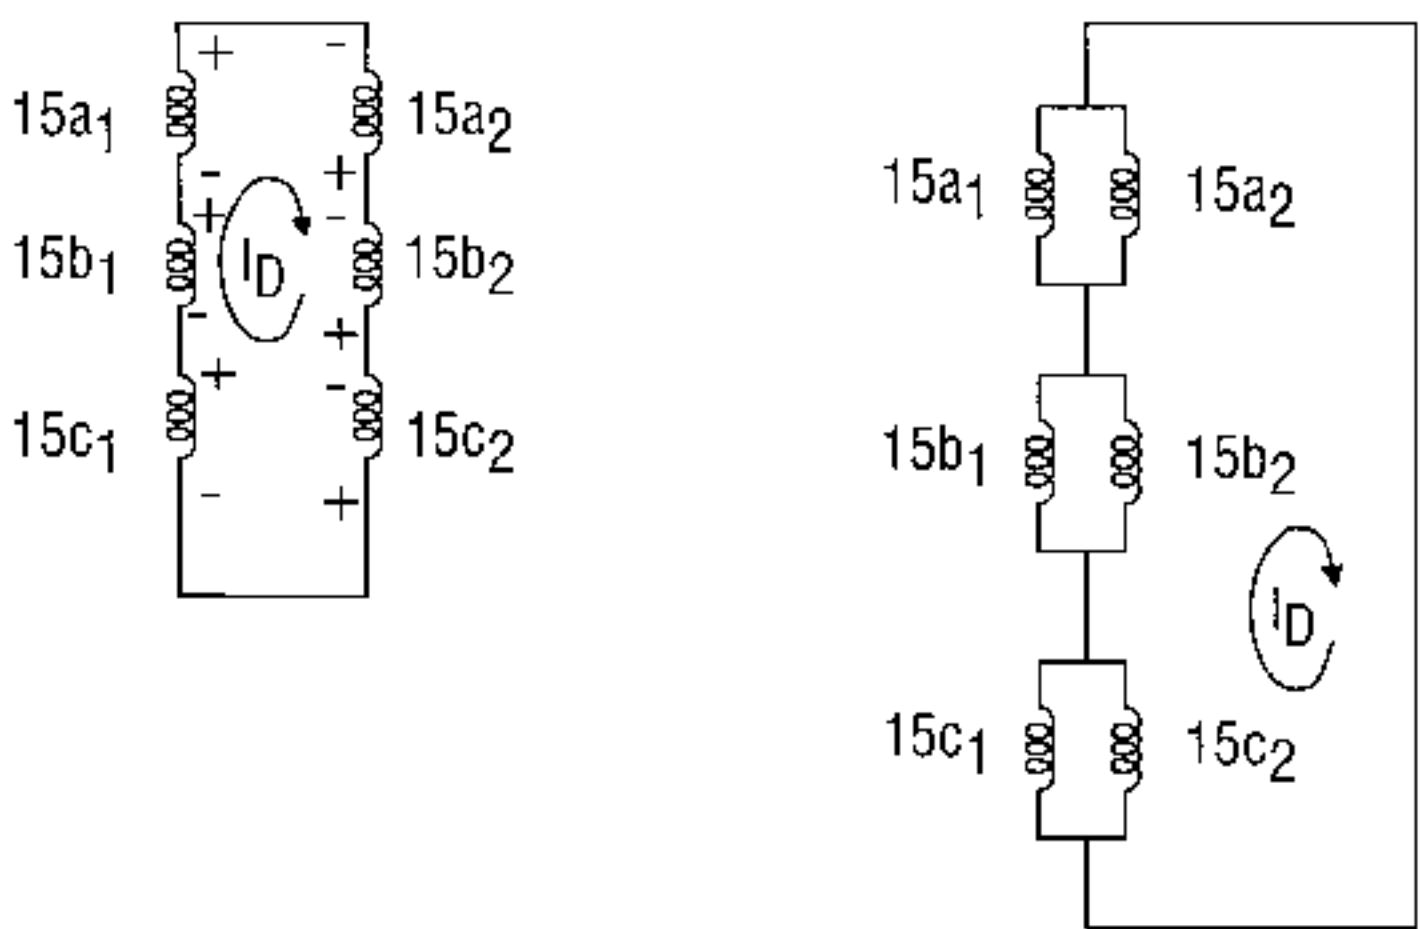 + -
15a1 15a2
- +
+ -
15b1 ID 15b2
- +
+ -
15c1 15c2
- +
15a1 15a2
15b1 15b2
ID
15c1 15c2